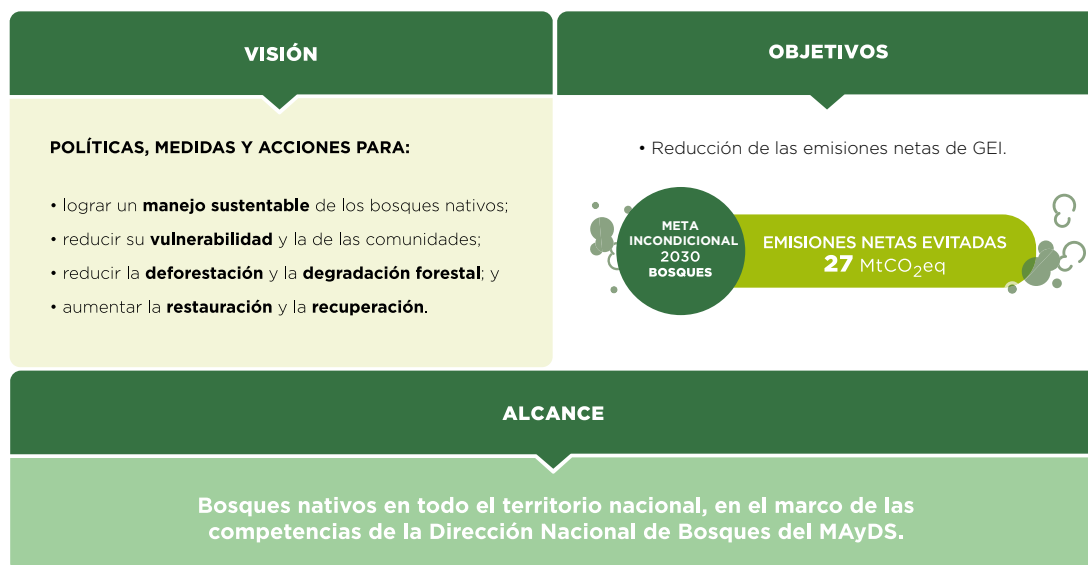 VISIÓN
POLÍTICAS, MEDIDAS Y ACCIONES PARA:
• lograr un manejo sustentable de los bosques nativos;
• reducir su vulnerabilidad y la de las comunidades;
• reducir la deforestación y la degradación forestal; y
• aumentar la restauración y la recuperación.
OBJETIVOS
• Reducción de las emisiones netas de GEI.
META
INCONDICIONAL
2030
BOSQUES
EMISIONES NETAS EVITADAS
27 MtCO₂eq
ALCANCE
Bosques nativos en todo el territorio nacional, en el marco de las
competencias de la Dirección Nacional de Bosques del MAyDS.